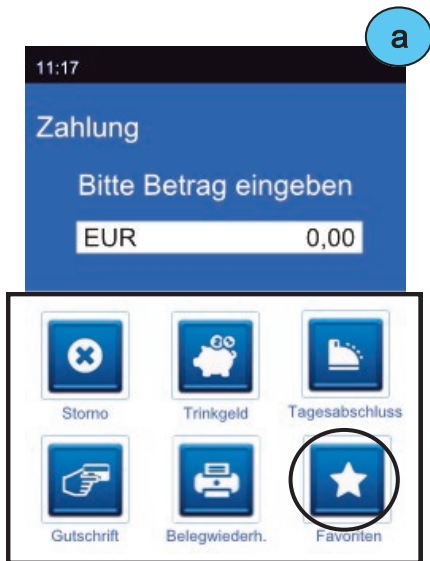 a
11:17
Zahlung
Bitte Betrag eingeben
EUR 0,00
Storno Trinkgeld Tagesabschluss
Gutschrift Belegwiederh. Favoriten